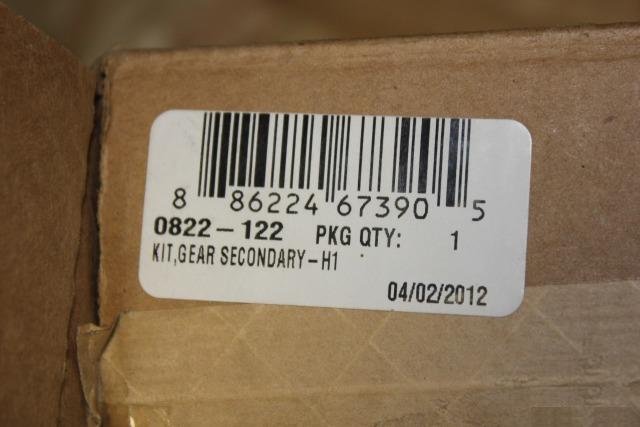 8 86224 67390 5
0822-122 PKG QTY: 1
KIT,GEAR SECONDARY-H1
04/02/2012